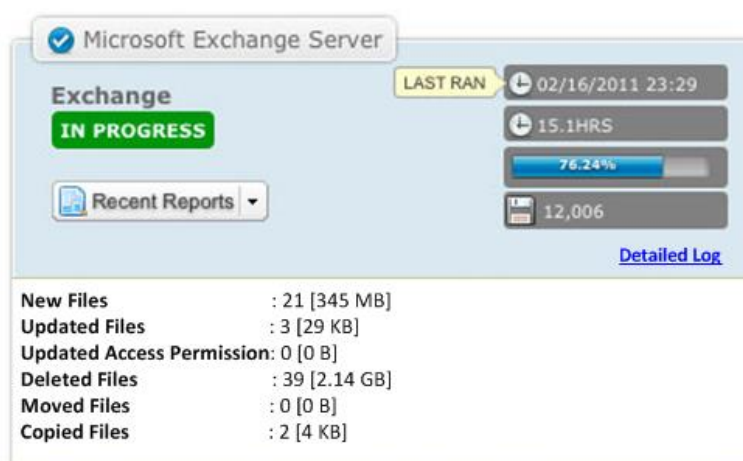 Microsoft Exchange Server
Exchange
IN PROGRESS
LAST RAN 02/16/2011 23:29
15.1HRS
76.24%
Recent Reports
12,006
Detailed Log
New Files : 21 [345 MB]
Updated Files : 3 [29 KB]
Updated Access Permission: 0 [0 B]
Deleted Files : 39 [2.14 GB]
Moved Files : 0 [0 B]
Copied Files : 2 [4 KB]